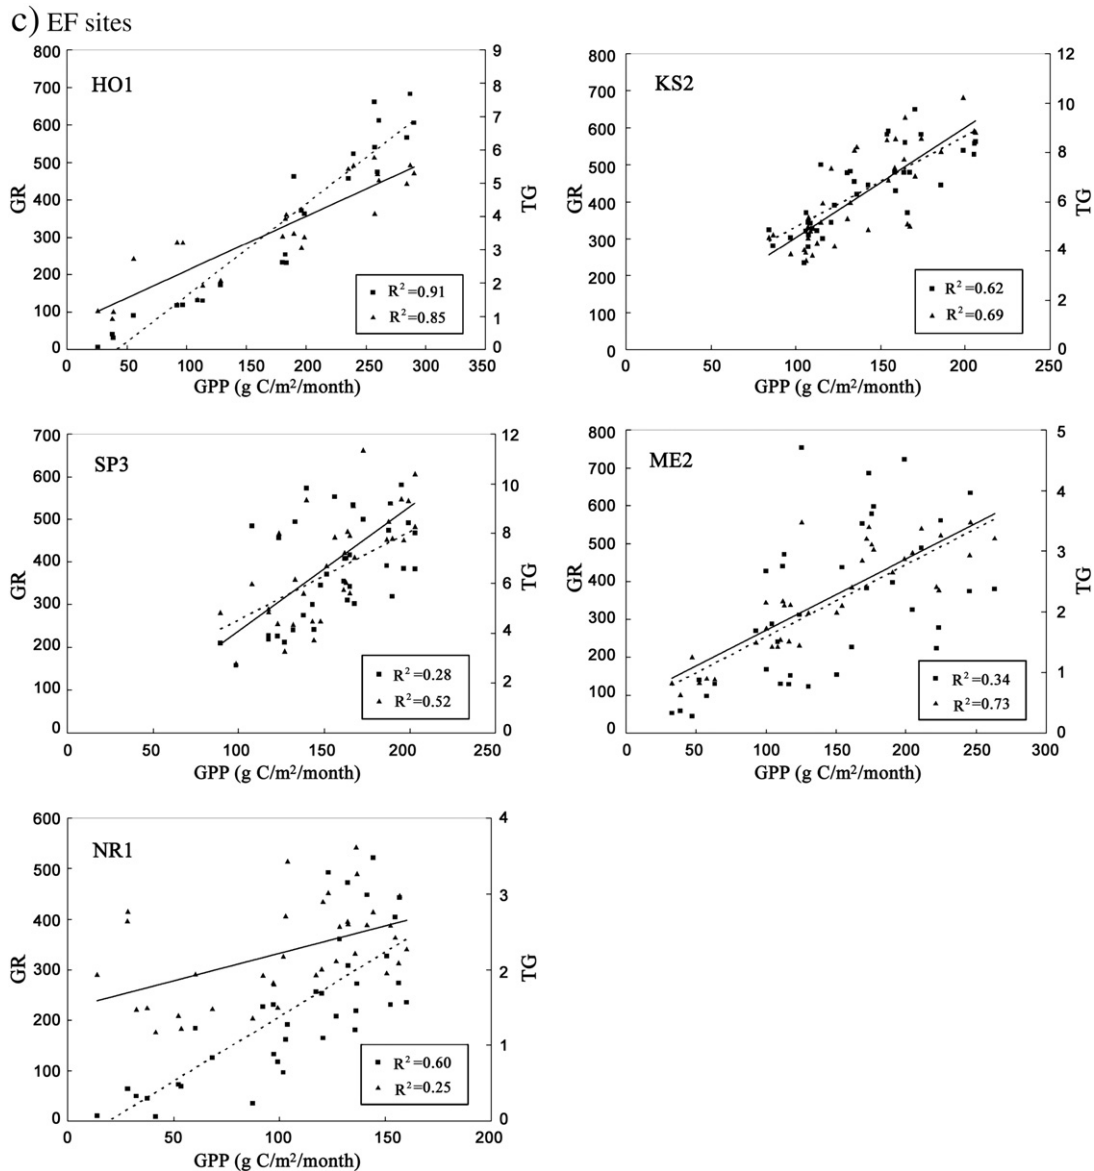 c) EF sites
HO1
800
700
600
500
400
300
200
100
0
GR
9
8
7
6
5
4
3
2
1
0
TG
R²=0.91
R²=0.85
0 50 100 150 200 250 300 350
GPP (g C/m²/month)
KS2
800
700
600
500
400
300
200
100
0
GR
12
10
8
6
4
2
0
TG
R²=0.62
R²=0.69
0 50 100 150 200 250
GPP (g C/m²/month)
SP3
700
600
500
400
300
200
100
0
GR
12
10
8
6
4
2
0
TG
R²=0.28
R²=0.52
0 50 100 150 200 250
GPP (g C/m²/month)
ME2
800
700
600
500
400
300
200
100
0
GR
5
4
3
2
1
0
TG
R²=0.34
R²=0.73
0 50 100 150 200 250 300
GPP (g C/m²/month)
NR1
600
500
400
300
200
100
0
GR
4
3
2
1
0
TG
R²=0.60
R²=0.25
0 50 100 150 200
GPP (g C/m²/month)